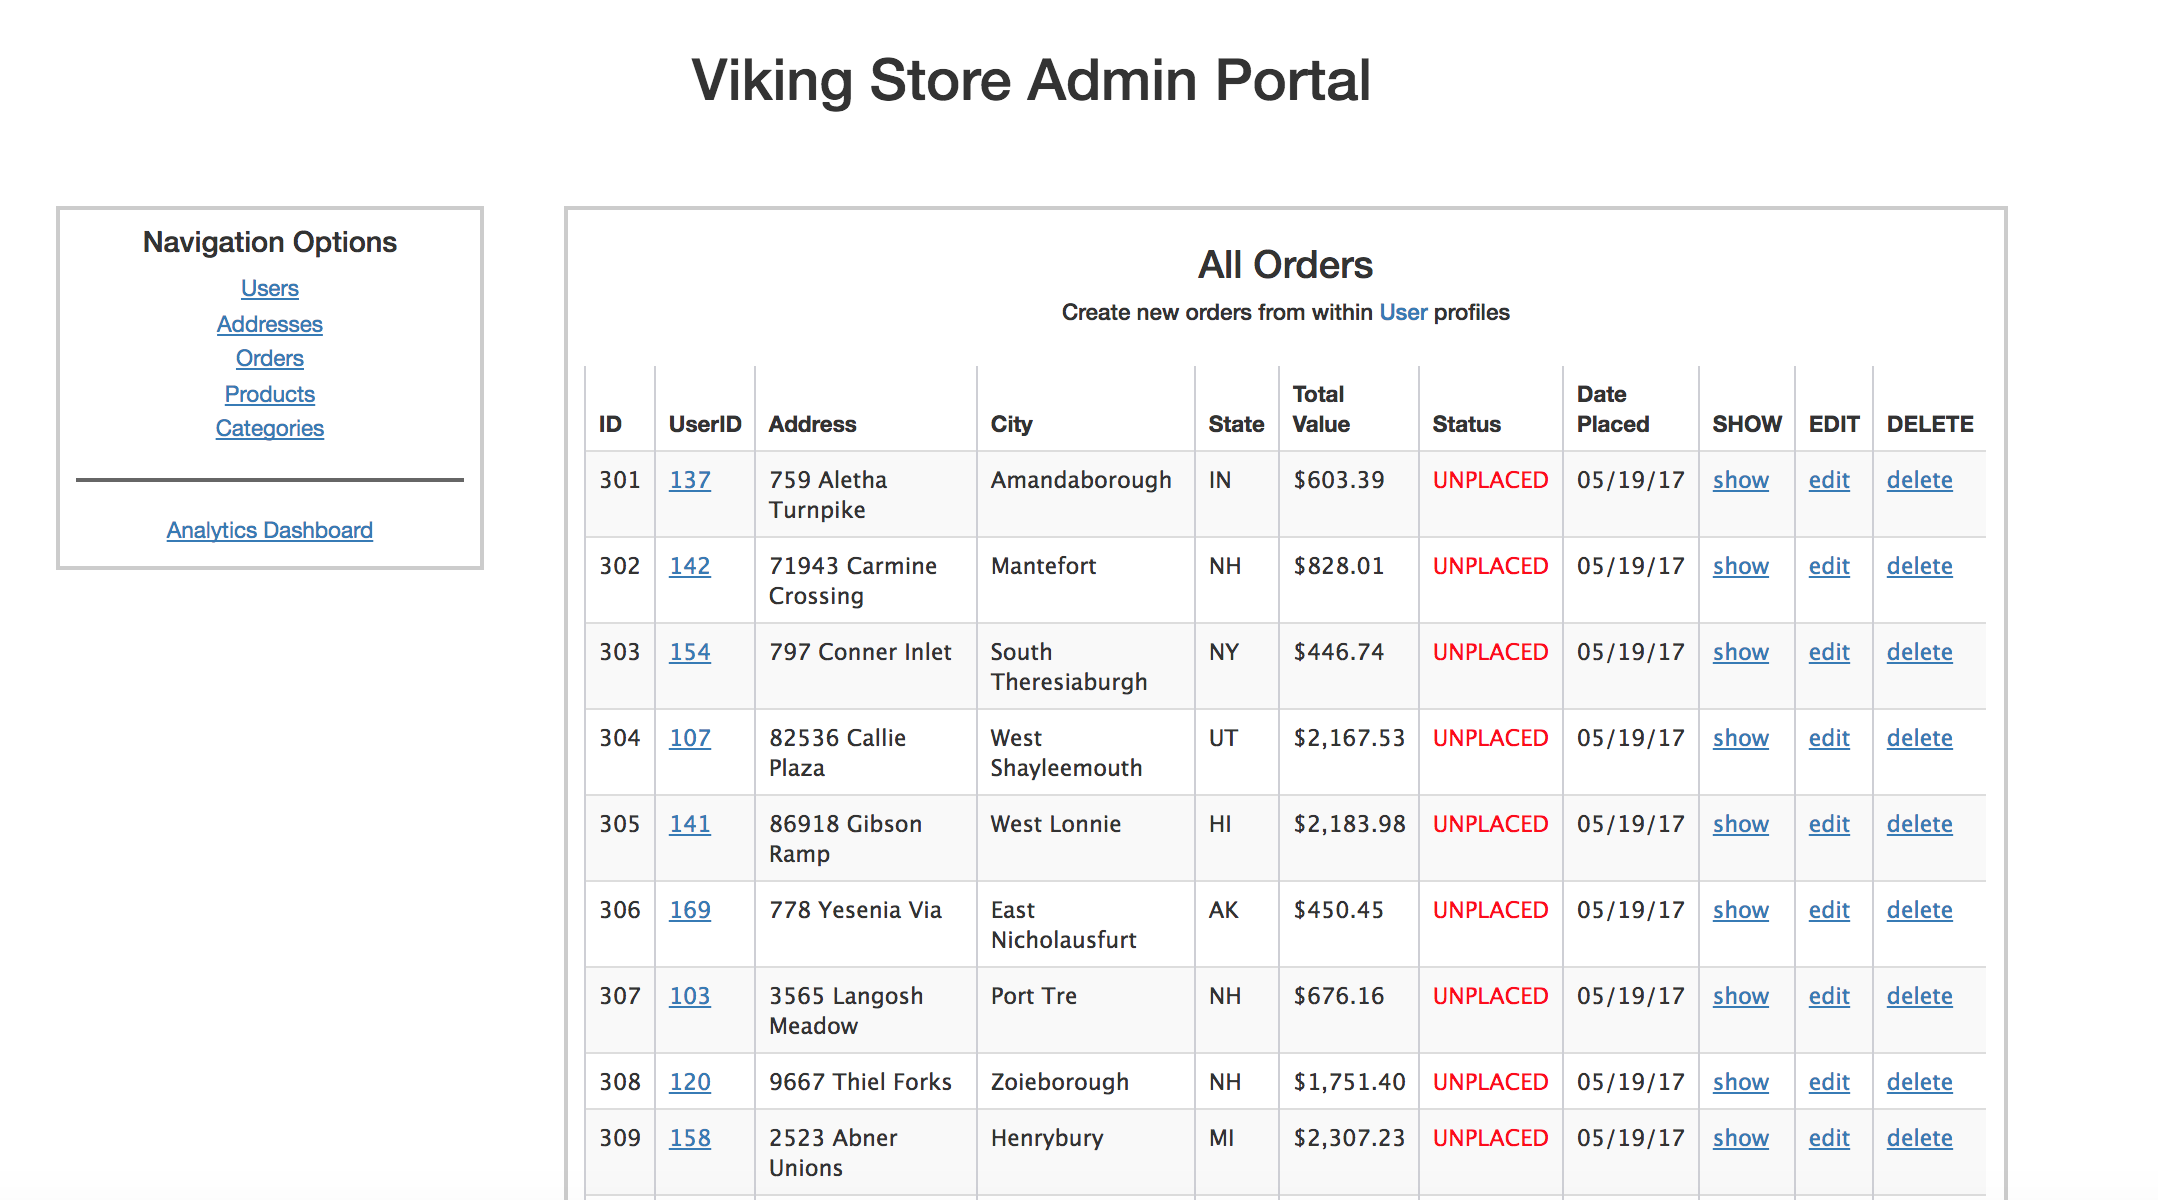 Viking Store Admin Portal
Navigation Options
Users
Addresses
Orders
Products
Categories
Analytics Dashboard
All Orders
Create new orders from within User profiles
ID UserID Address City State Total Value Status Date Placed SHOW EDIT DELETE
301 137 759 Aletha Turnpike Amandaborough IN $603.39 UNPLACED 05/19/17 show edit delete
302 142 71943 Carmine Crossing Mantefort NH $828.01 UNPLACED 05/19/17 show edit delete
303 154 797 Conner Inlet South Theresiaburgh NY $446.74 UNPLACED 05/19/17 show edit delete
304 107 82536 Callie Plaza West Shayleemouth UT $2,167.53 UNPLACED 05/19/17 show edit delete
305 141 86918 Gibson Ramp West Lonnie HI $2,183.98 UNPLACED 05/19/17 show edit delete
306 169 778 Yesenia Via East Nicholausfurt AK $450.45 UNPLACED 05/19/17 show edit delete
307 103 3565 Langosh Meadow Port Tre NH $676.16 UNPLACED 05/19/17 show edit delete
308 120 9667 Thiel Forks Zoieborough NH $1,751.40 UNPLACED 05/19/17 show edit delete
309 158 2523 Abner Unions Henrybury MI $2,307.23 UNPLACED 05/19/17 show edit delete